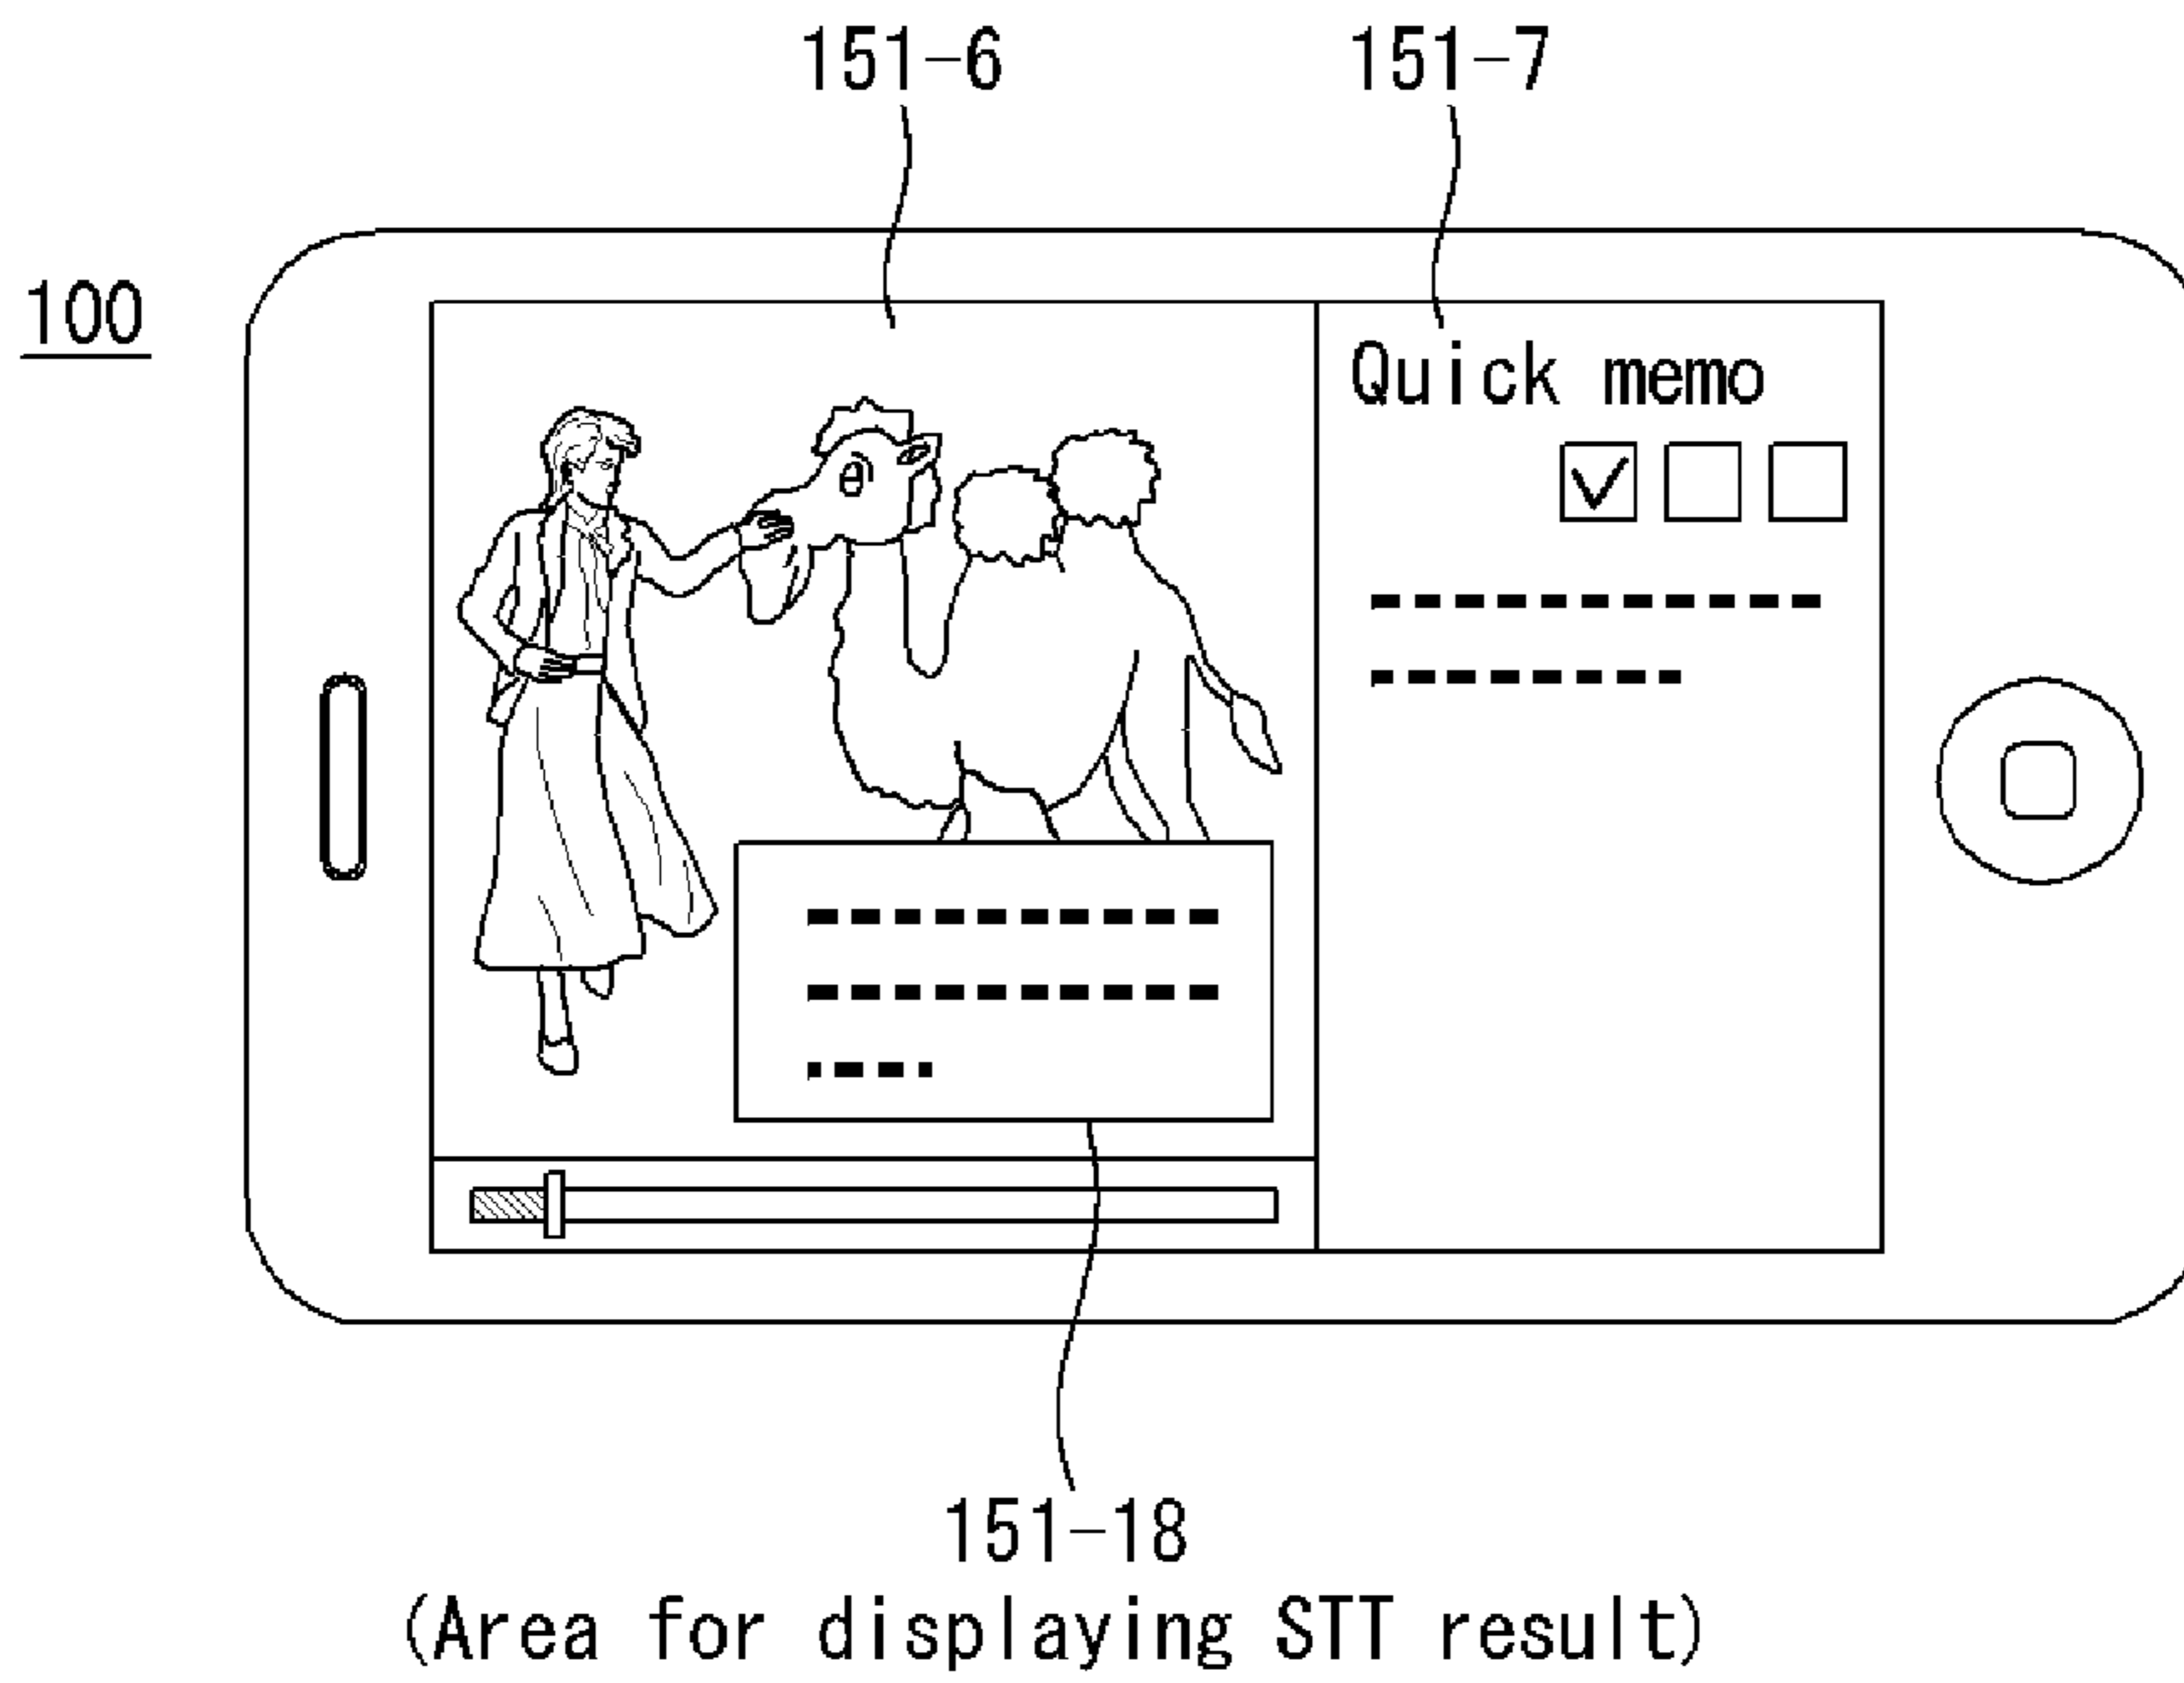 151-6
151-7
100
Quick memo
151-18
(Area for displaying STT result)